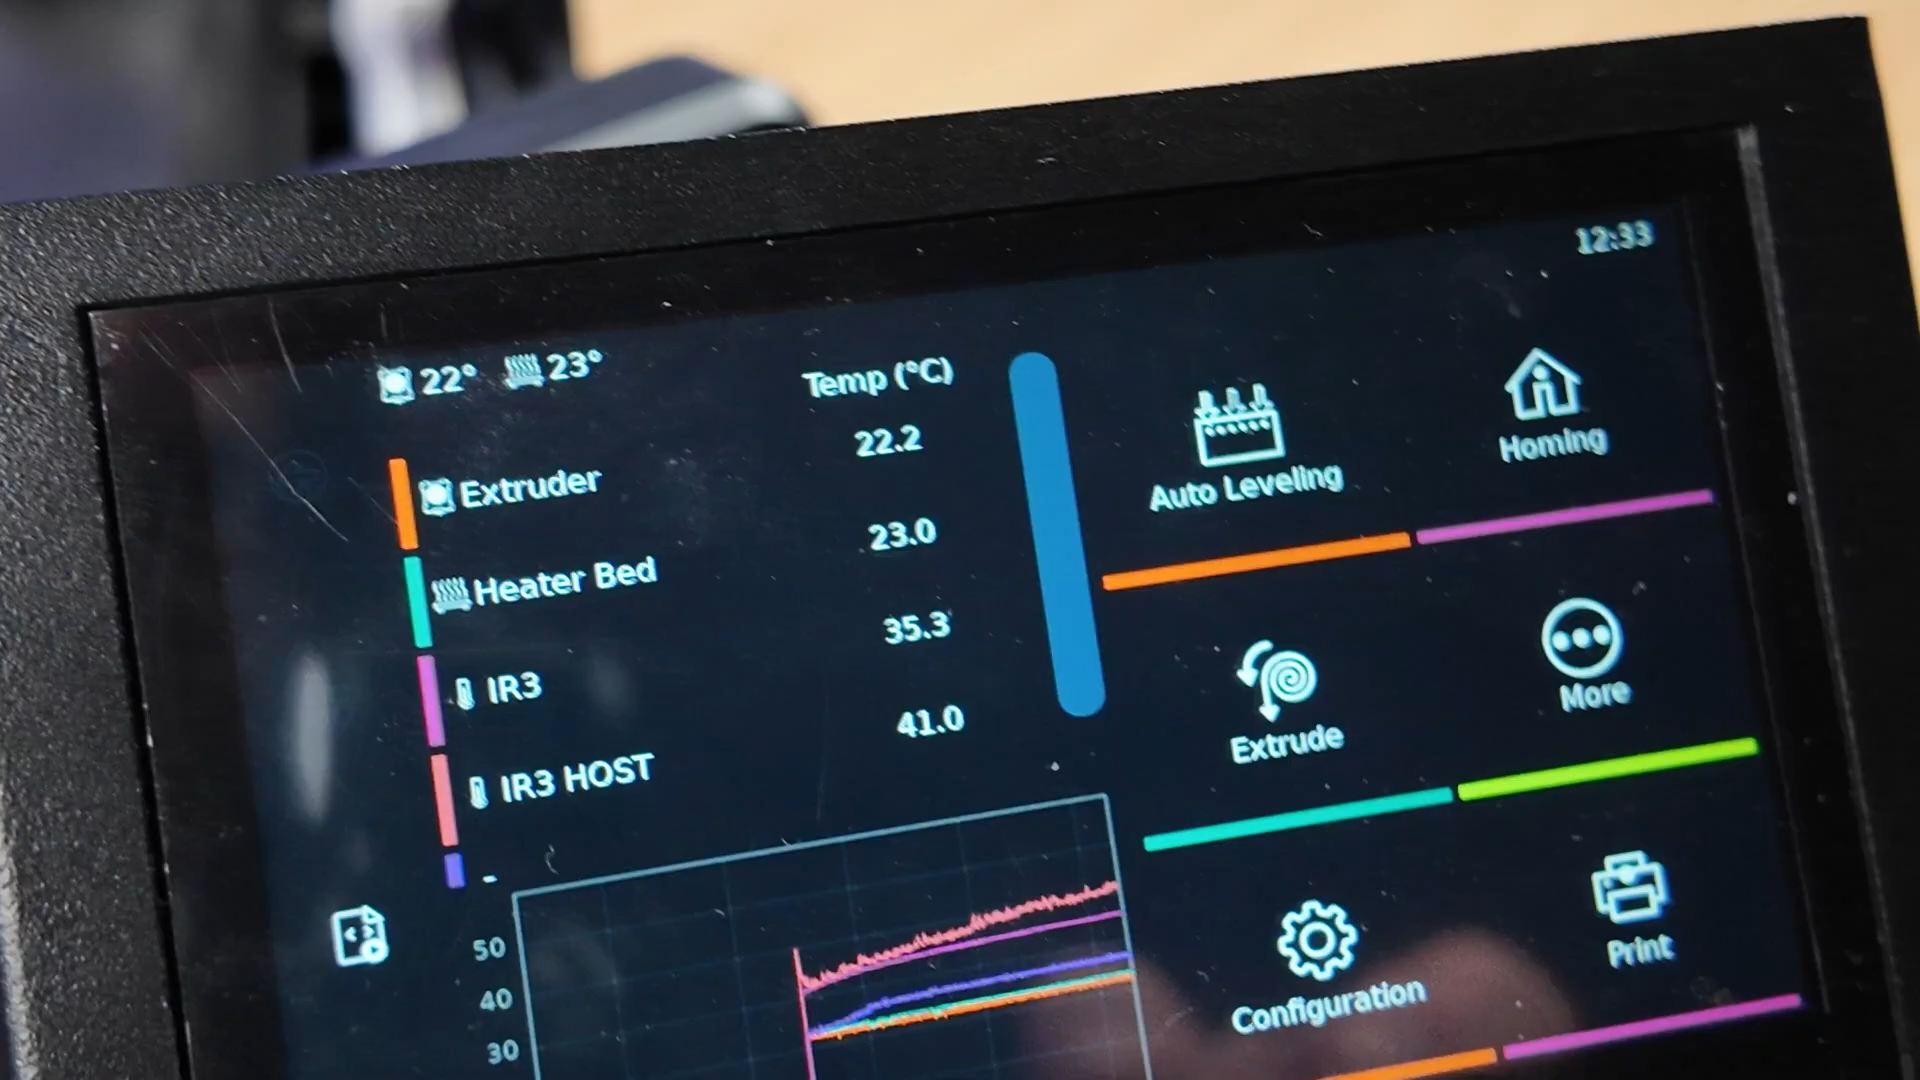 12:33
22° 23°
Temp (°C)
Extruder 22.2
Heater Bed 23.0
IR3 35.3
IR3 HOST 41.0
-
50
40
30
Auto Leveling
Homing
Extrude
More
Configuration
Print